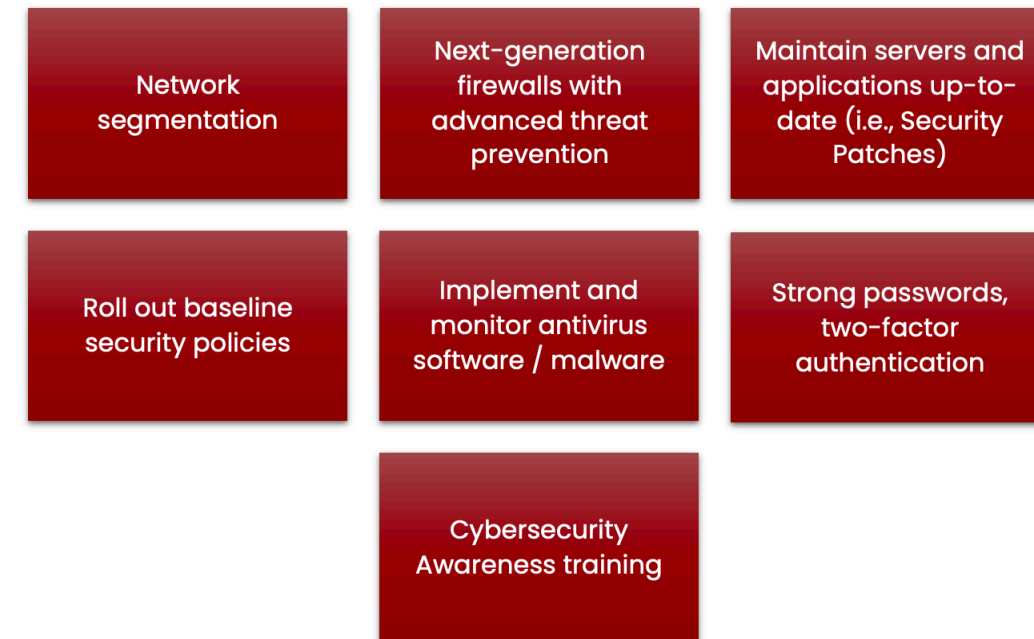 Network
segmentation
Next-generation
firewalls with
advanced threat
prevention
Maintain servers and
applications up-to-
date (i.e., Security
Patches)
Roll out baseline
security policies
Implement and
monitor antivirus
software / malware
Strong passwords,
two-factor
authentication
Cybersecurity
Awareness training